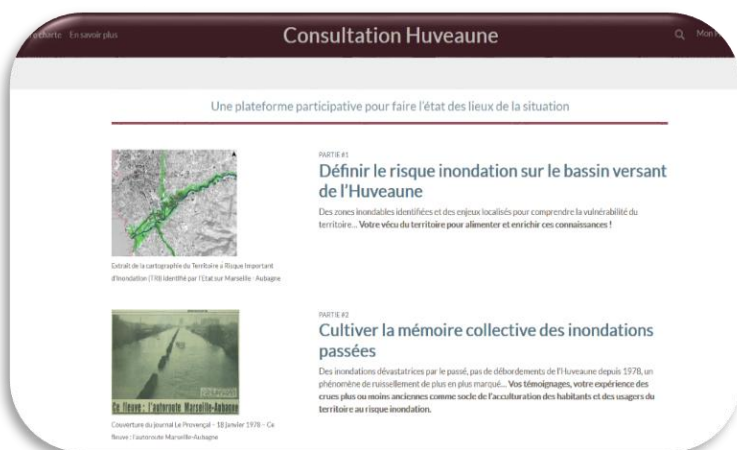 charte En savoir plus
Consultation Huveaune
Mon
Une plateforme participative pour faire l'état des lieux de la situation
PARTIE #1
Définir le risque inondation sur le bassin versant
de l'Huveaune
Des zones inondables identifiées et des enjeux localisés pour comprendre la vulnérabilité du
territoire... Votre vécu du territoire pour alimenter et enrichir ces connaissances !
Extrait de la cartographie du Territoire à Risque Important
d'Inondation (TRI) identifié par l'Etat sur Marseille - Aubagne
PARTIE #2
Cultiver la mémoire collective des inondations
passées
Des inondations dévastatrices par le passé, pas de débordements de l'Huveaune depuis 1978, un
phénomène de ruissellement de plus en plus marqué... Vos témoignages, votre expérience des
crues plus ou moins anciennes comme socle de l'acculturation des habitants et des usagers du
territoire au risque inondation.
Ce fleuve : l'autoroute Marseille-Aubagne
Couverture du journal Le Provençal - 18 janvier 1978 - Ce
fleuve : l'autoroute Marseille-Aubagne